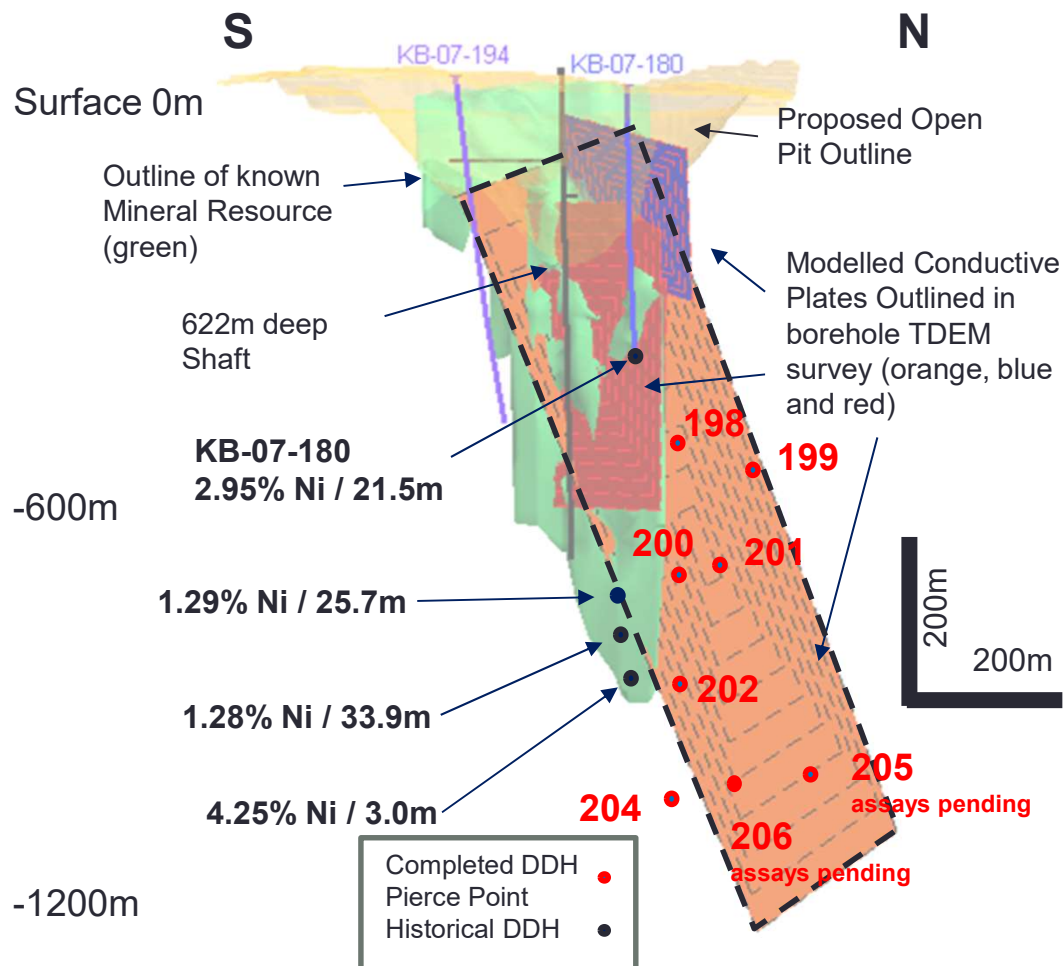 S
N
KB-07-194
KB-07-180
Surface 0m
Proposed Open
Pit Outline
Outline of known
Mineral Resource
(green)
Modelled Conductive
Plates Outlined in
borehole TDEM
survey (orange, blue
and red)
622m deep
Shaft
198
199
KB-07-180
2.95% Ni / 21.5m
-600m
200
201
200m
200m
1.29% Ni / 25.7m
202
1.28% Ni / 33.9m
205
assays pending
204
4.25% Ni / 3.0m
206
assays pending
Completed DDH
Pierce Point
Historical DDH
-1200m